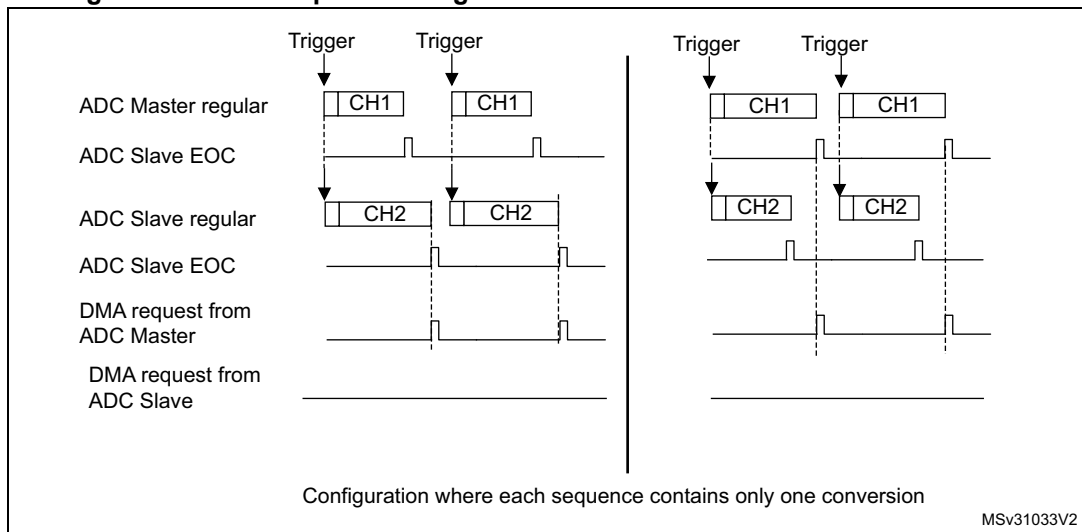 Trigger Trigger Trigger Trigger
ADC Master regular CH1 CH1 CH1 CH1
ADC Slave EOC
ADC Slave regular CH2 CH2 CH2 CH2
ADC Slave EOC
DMA request from
ADC Master
DMA request from
ADC Slave
Configuration where each sequence contains only one conversion
MSv31033V2